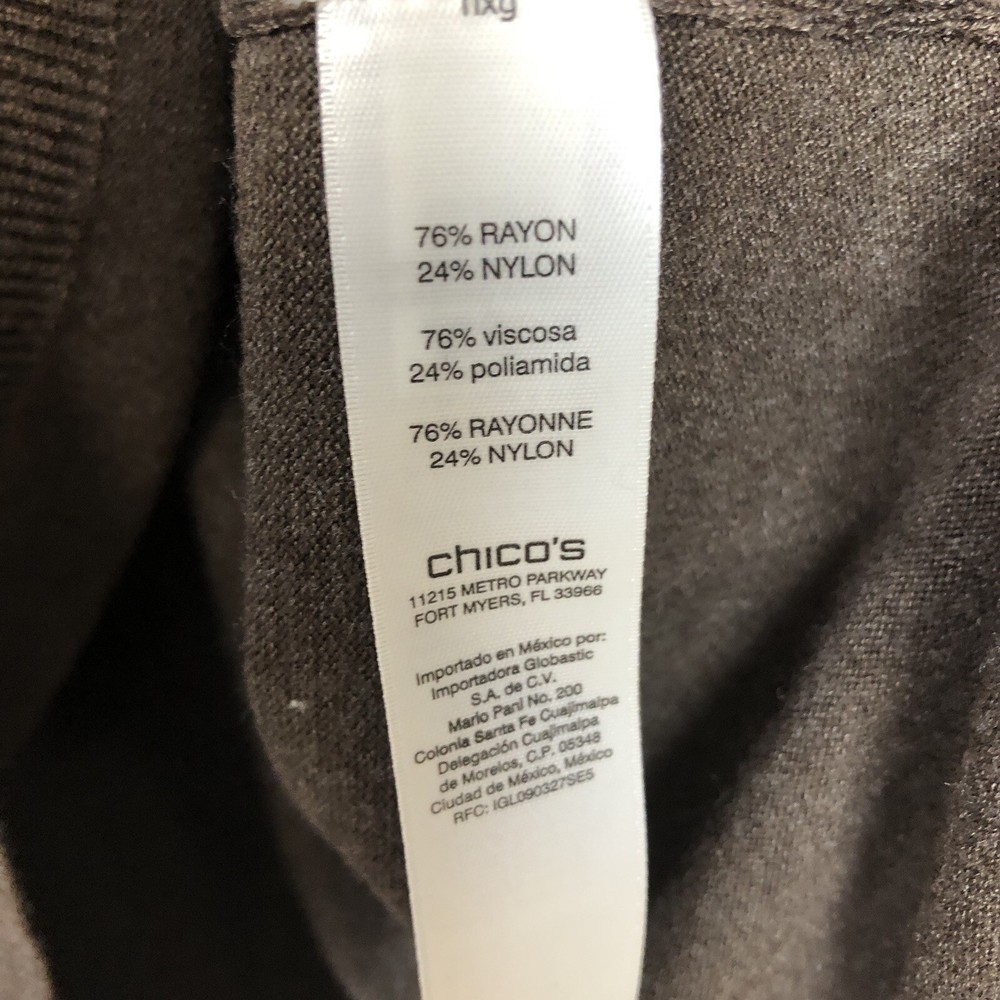 76% RAYON
24% NYLON
76% viscosa
24% poliamida
76% RAYONNE
24% NYLON
chico's
11215 METRO PARKWAY
FORT MYERS, FL 33966
Importado en México por:
Importadora Globastic
S.A. de C.V.
Mario Pani No. 200
Colonia Santa Fe Cuajimalpa
Delegación Cuajimalpa
de Morelos, C.P. 05348
Ciudad de México, México
RFC: IGL090327SE5